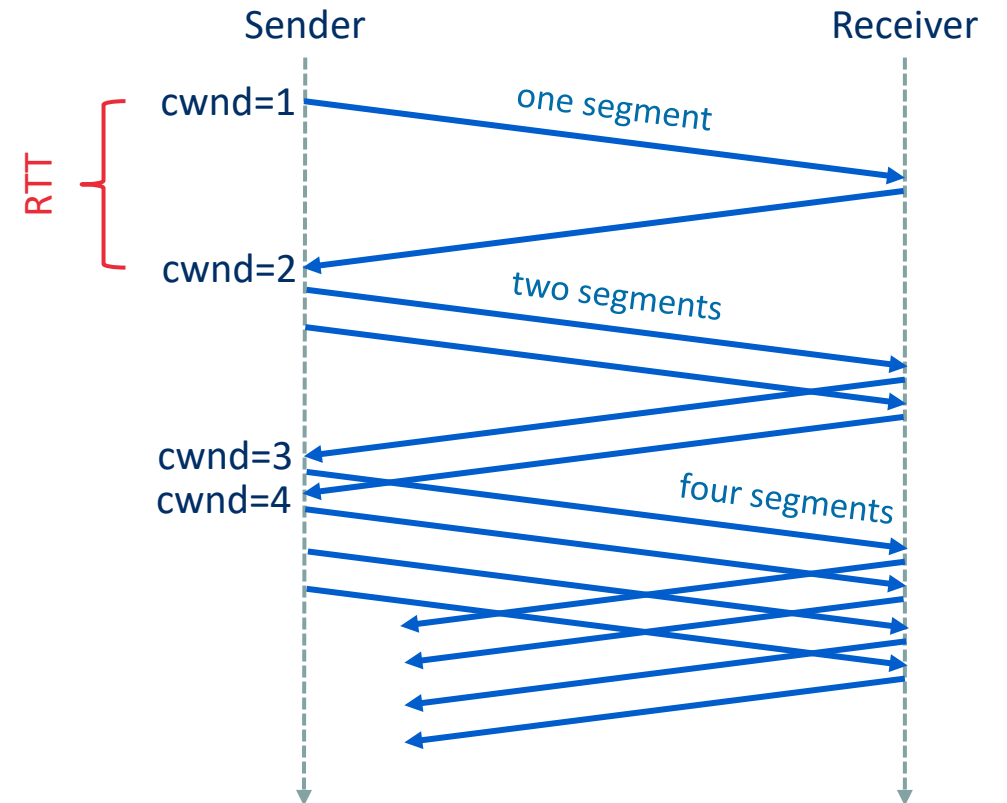 Sender
Receiver
cwnd=1
one segment
RTT
cwnd=2
two segments
cwnd=3
cwnd=4
four segments